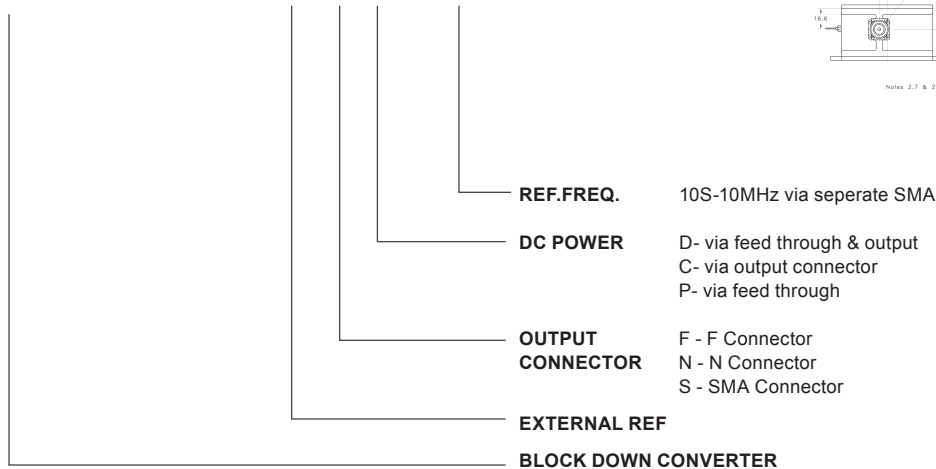 16.6
Notes 2.7 & 2
REF.FREQ. 10S-10MHz via seperate SMA
DC POWER D- via feed through & output
C- via output connector
P- via feed through
OUTPUT F - F Connector
CONNECTOR N - N Connector
S - SMA Connector
EXTERNAL REF
BLOCK DOWN CONVERTER